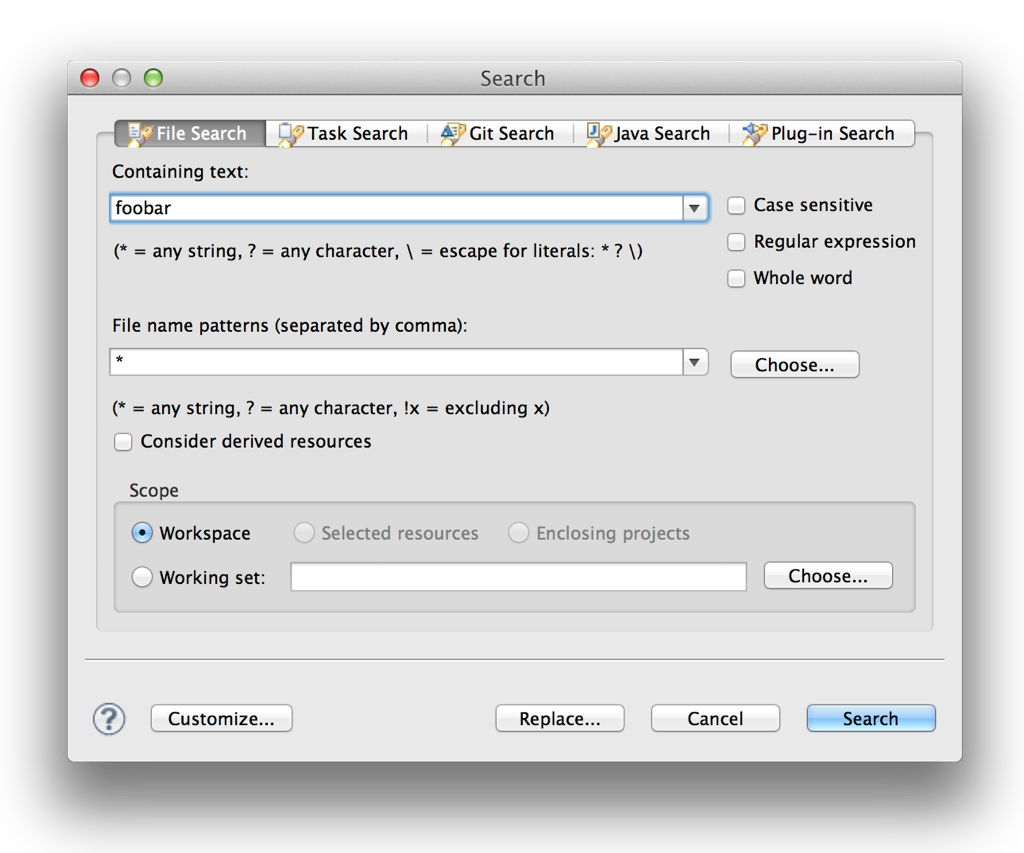 Search
File Search Task Search Git Search Java Search Plug-in Search
Containing text:
foobar
Case sensitive
(* = any string, ? = any character, \ = escape for literals: * ? \)
Regular expression
Whole word
File name patterns (separated by comma):
*
Choose...
(* = any string, ? = any character, !x = excluding x)
Consider derived resources
Scope
Workspace Selected resources Enclosing projects
Working set: Choose...
? Customize... Replace... Cancel Search